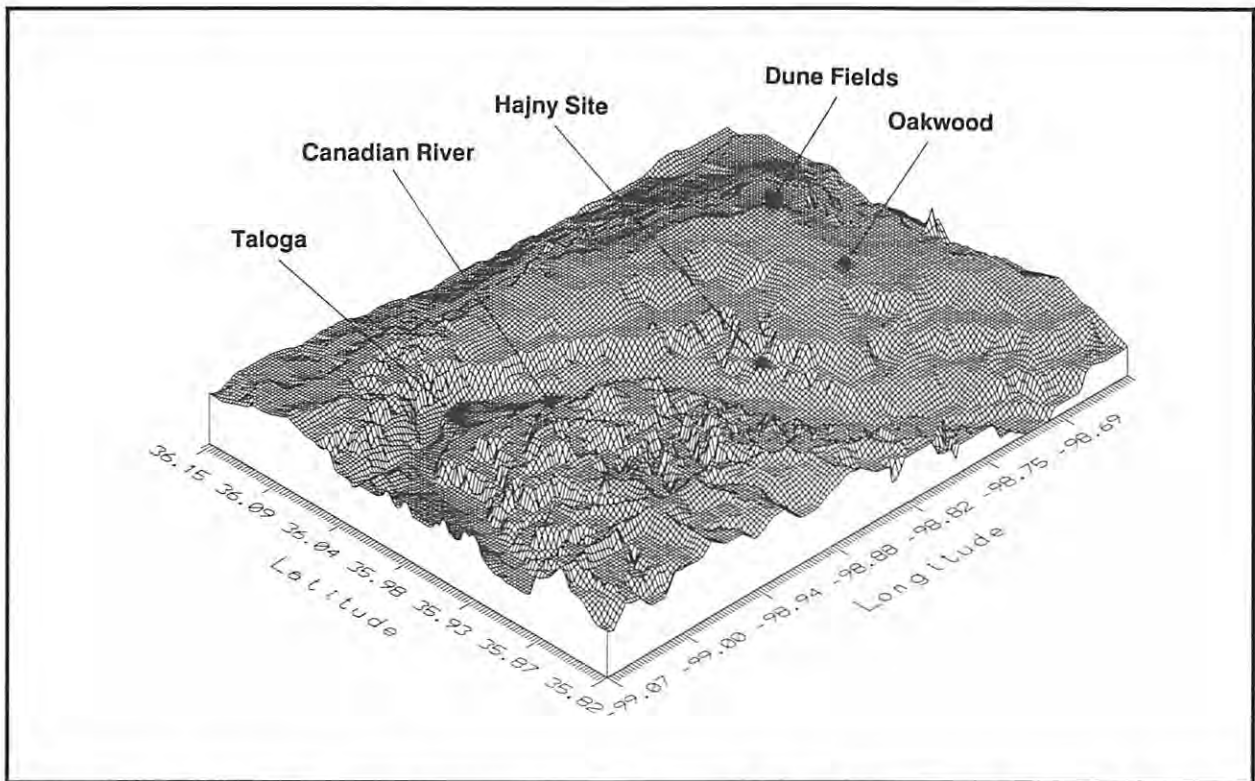 Dune Fields
Hajny Site
Oakwood
Canadian River
Taloga
36.15 36.09 36.04 35.98 35.93 35.87 35.82
Latitude
-99.07 -99.00 -98.94 -98.88 -98.82 -98.75 -98.69
Longitude